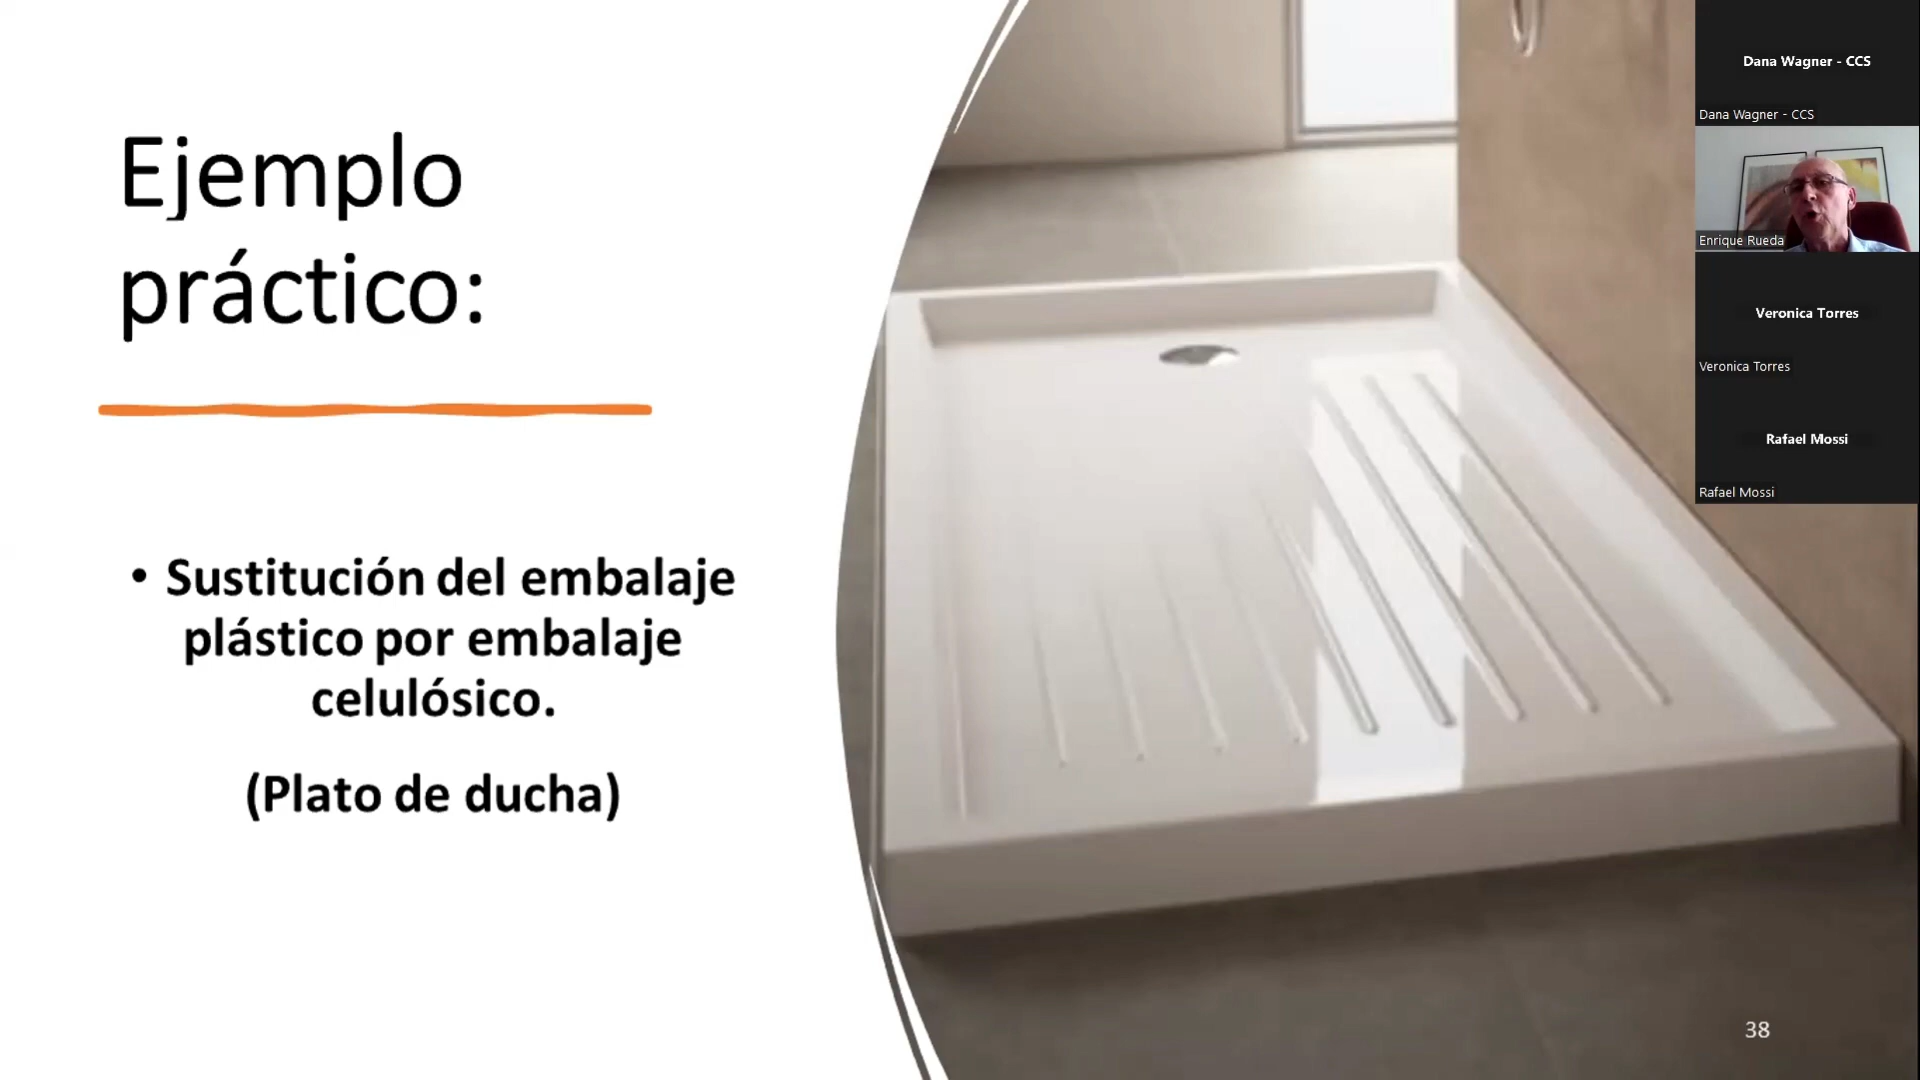 Ejemplo
práctico:
• Sustitución del embalaje
plástico por embalaje
celulósico.
(Plato de ducha)
38
Dana Wagner - CCS
Dana Wagner - CCS
Enrique Rueda
Veronica Torres
Veronica Torres
Rafael Mossi
Rafael Mossi